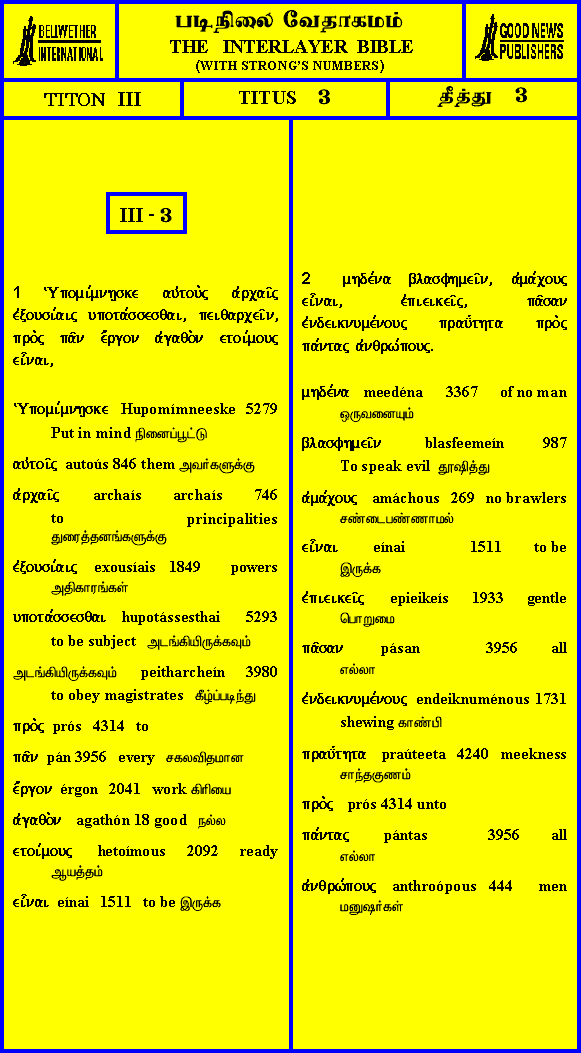 BELLWETHER
INTERNATIONAL
படிநிலை வேதாகமம்
THE INTERLAYER BIBLE
(WITH STRONG'S NUMBERS)
GOOD NEWS
PUBLISHERS
TITON III
TITUS 3
தீத்து 3
III - 3
1 Ὑπομίμνησκε αὐτοὺς ἀρχαῖς
ἐξουσίαις υποτάσσεσθαι, πειθαρχεῖν,
πρὸς πᾶν ἔργον ἀγαθὸν ετοίμους
εἶναι,
Ὑπομίμνησκε Hupomímneeske 5279
Put in mind நினைப்பூட்டு
αὐτοῖς autoús 846 them அவர்களுக்கு
ἀρχαῖς archaís archaís 746
to principalities
துரைத்தனங்களுக்கு
ἐξουσίαις exousíais 1849 powers
அதிகாரங்கள்
υποτάσσεσθαι hupotássesthai 5293
to be subject அடங்கியிருக்கவும்
அடங்கியிருக்கவும் peitharcheín 3980
to obey magistrates கீழ்ப்படிந்து
πρὸς prós 4314 to
πᾶν pán 3956 every சகலவிதமான
ἔργον érgon 2041 work கிரியை
ἀγαθὸν agathón 18 good நல்ல
ετοίμους hetoímous 2092 ready
ஆயத்தம்
εἶναι eínai 1511 to be இருக்க
2 μηδένα βλασφημεῖν, ἀμάχους
εἶναι, ἐπιεικεῖς, πᾶσαν
ἐνδεικνυμένους πραΰτητα πρὸς
πάντας ἀνθρώπους.
μηδένα meedéna 3367 of no man
ஒருவனையும்
βλασφημεῖν blasfeemeín 987
To speak evil தூஷித்து
ἀμάχους amáchous 269 no brawlers
சண்டைபண்ணாமல்
εἶναι eínai 1511 to be
இருக்க
ἐπιεικεῖς epieikeís 1933 gentle
பொறுமை
πᾶσαν pásan 3956 all
எல்லா
ἐνδεικνυμένους endeiknuménous 1731
shewing காண்பி
πραΰτητα praúteeta 4240 meekness
சாந்தகுணம்
πρὸς prós 4314 unto
πάντας pántas 3956 all
எல்லா
ἀνθρώπους anthroópous 444 men
மனுஷர்கள்